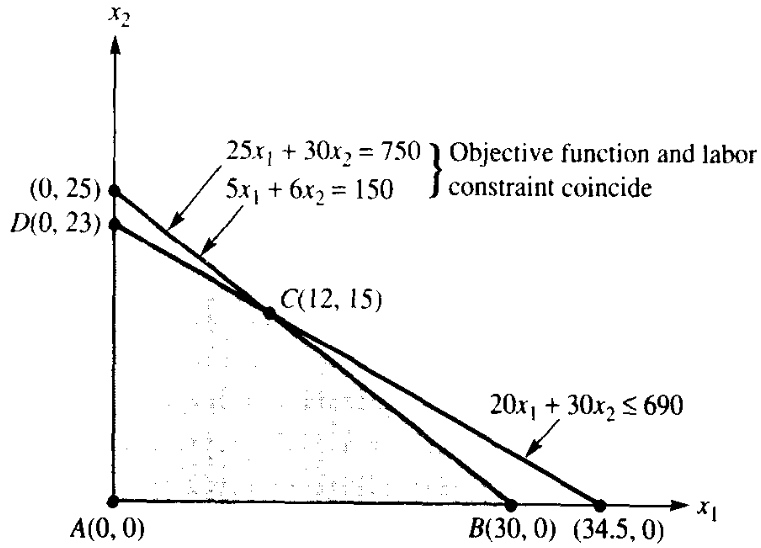 x₂
25x₁ + 30x₂ = 750 } Objective function and labor
5x₁ + 6x₂ = 150 constraint coincide
(0, 25)
D(0, 23)
C(12, 15)
20x₁ + 30x₂ ≤ 690
x₁
A(0, 0) B(30, 0) (34.5, 0)